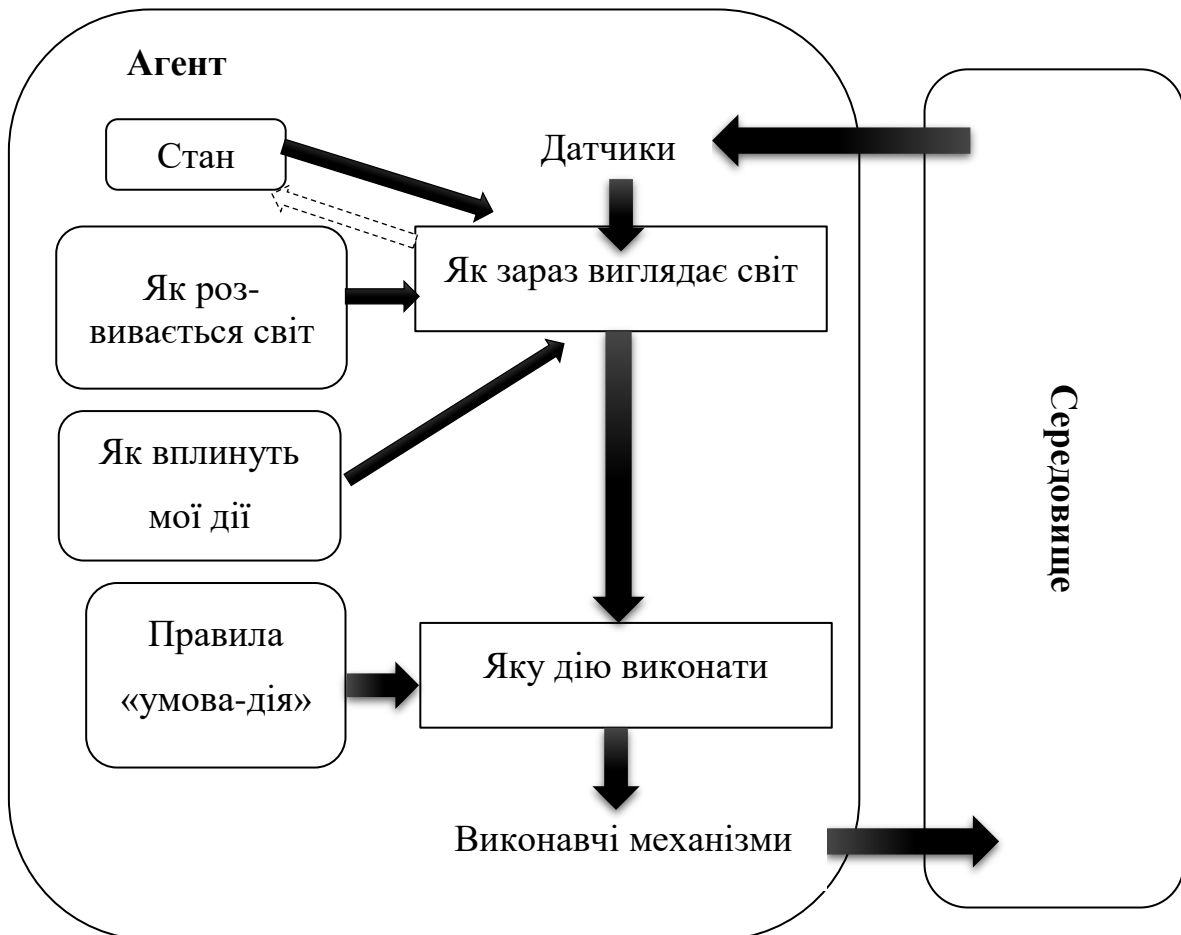 Агент
Стан
Датчики
Як зараз виглядає світ
Як роз-
вивається світ
Як вплинуть
мої дії
Середовище
Правила
«умова-дія»
Яку дію виконати
Виконавчі механізми